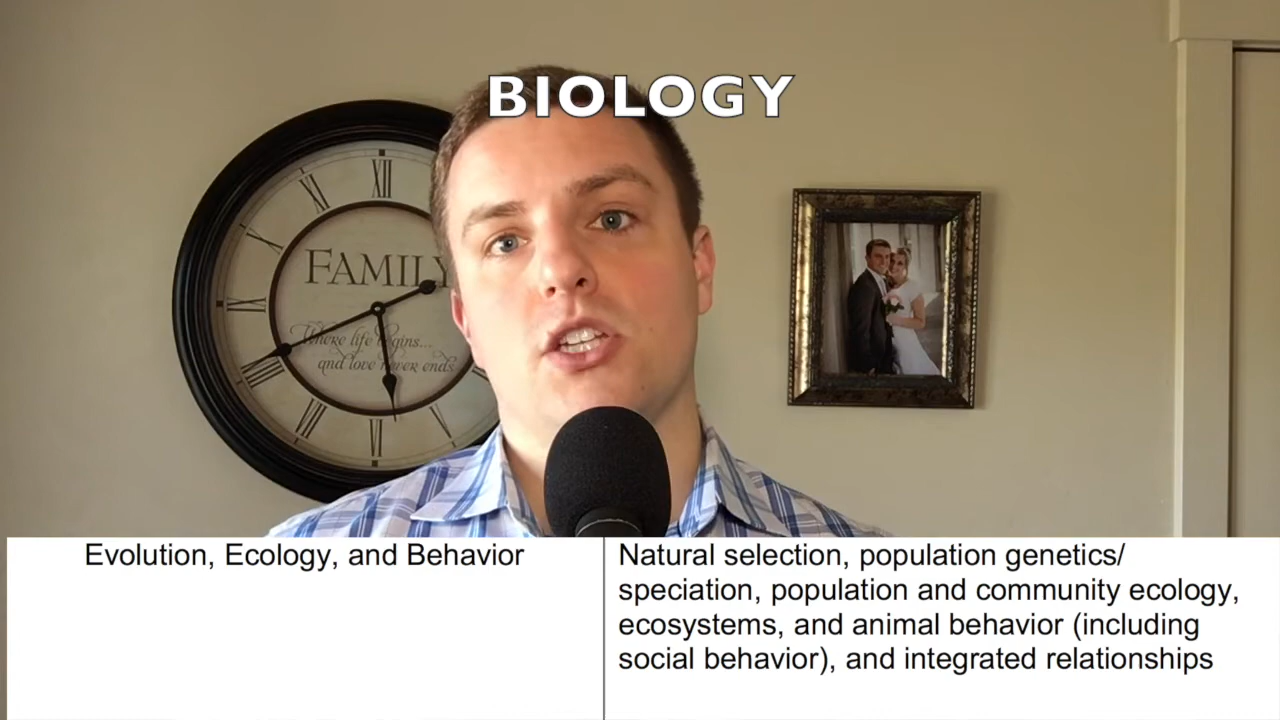 BIOLOGY
XII
FAMILY
Where life begins...
and love never ends
Evolution, Ecology, and Behavior
Natural selection, population genetics/
speciation, population and community ecology,
ecosystems, and animal behavior (including
social behavior), and integrated relationships